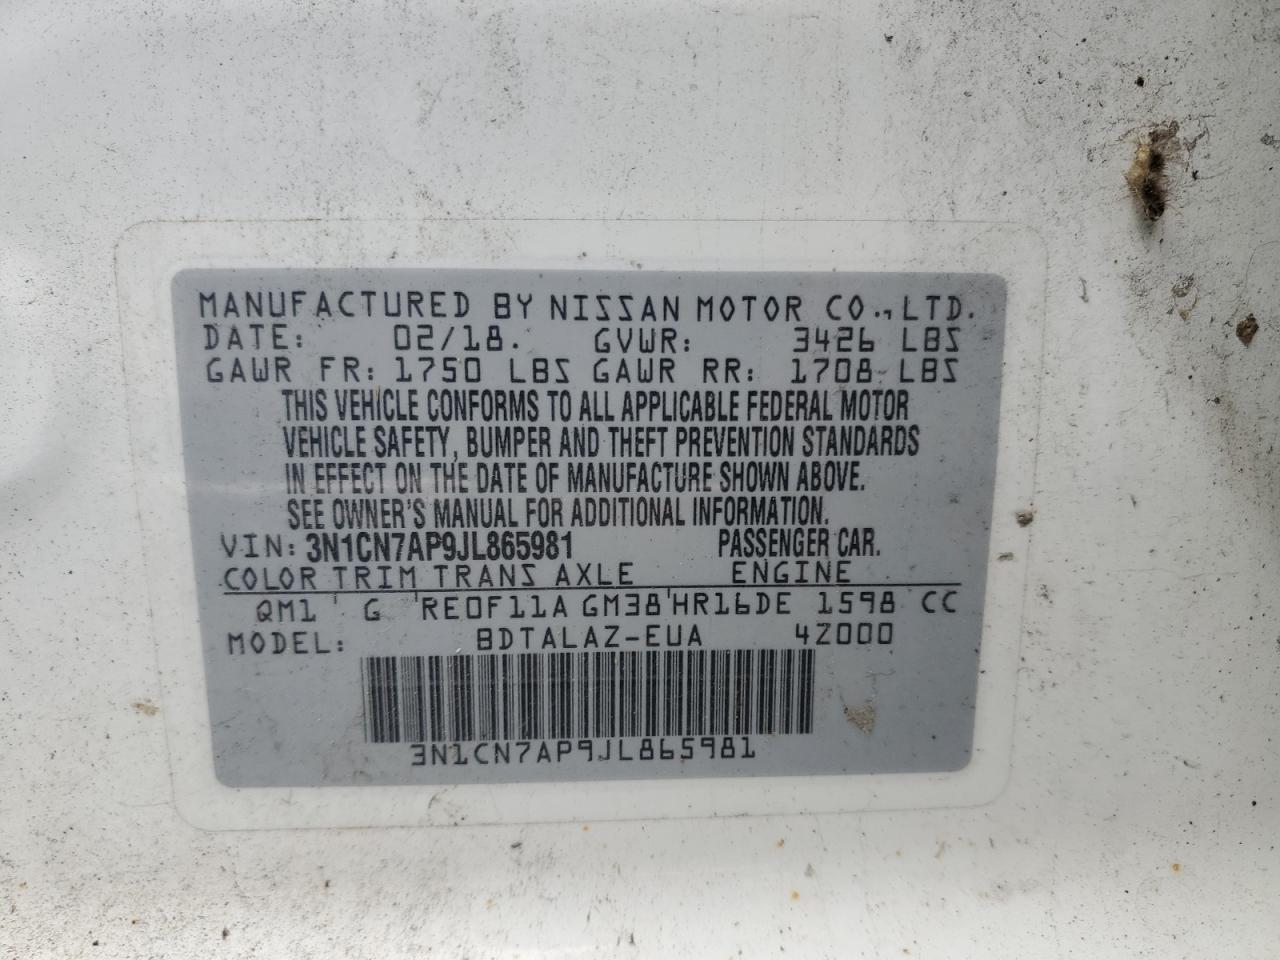 MANUFACTURED BY NISSAN MOTOR CO., LTD.
DATE: 02/18. GVWR: 3426 LBS
GAWR FR: 1750 LBS GAWR RR: 1708 LBS
THIS VEHICLE CONFORMS TO ALL APPLICABLE FEDERAL MOTOR
VEHICLE SAFETY, BUMPER AND THEFT PREVENTION STANDARDS
IN EFFECT ON THE DATE OF MANUFACTURE SHOWN ABOVE.
SEE OWNER'S MANUAL FOR ADDITIONAL INFORMATION.
VIN: 3N1CN7AP9JL865981 PASSENGER CAR.
COLOR TRIM TRANS AXLE ENGINE
QM1 ' G ' RE0F11A GM38 ' HR16DE 1598 CC
MODEL: BDTALAZ-EUA 4Z000
3N1CN7AP9JL865981